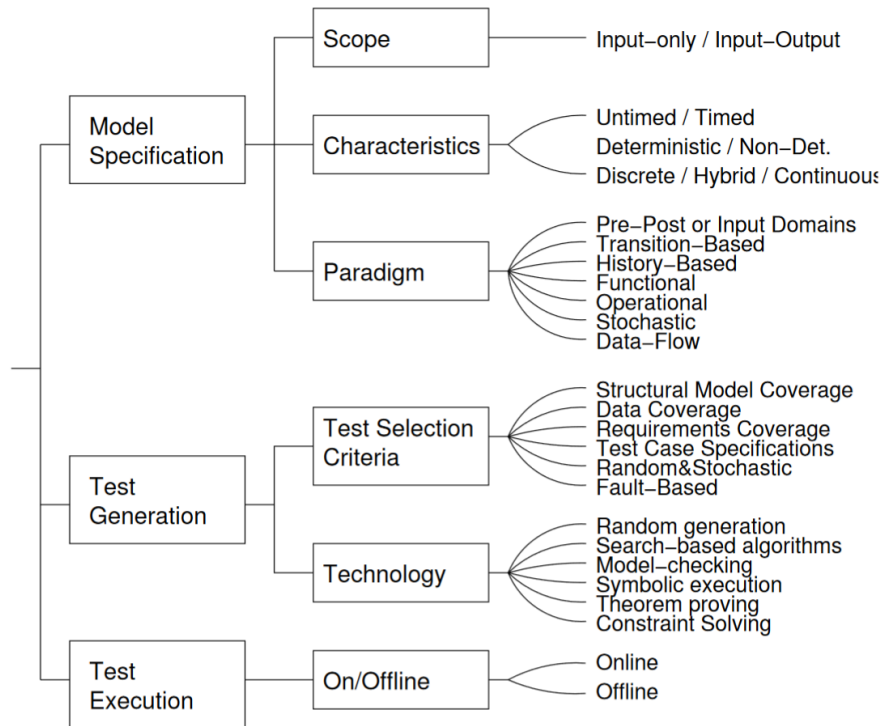 Scope
Input-only / Input-Output
Model
Specification
Characteristics
Untimed / Timed
Deterministic / Non-Det.
Discrete / Hybrid / Continuous
Paradigm
Pre-Post or Input Domains
Transition-Based
History-Based
Functional
Operational
Stochastic
Data-Flow
Test
Generation
Test Selection
Criteria
Structural Model Coverage
Data Coverage
Requirements Coverage
Test Case Specifications
Random&Stochastic
Fault-Based
Technology
Random generation
Search-based algorithms
Model-checking
Symbolic execution
Theorem proving
Constraint Solving
Test
Execution
On/Offline
Online
Offline